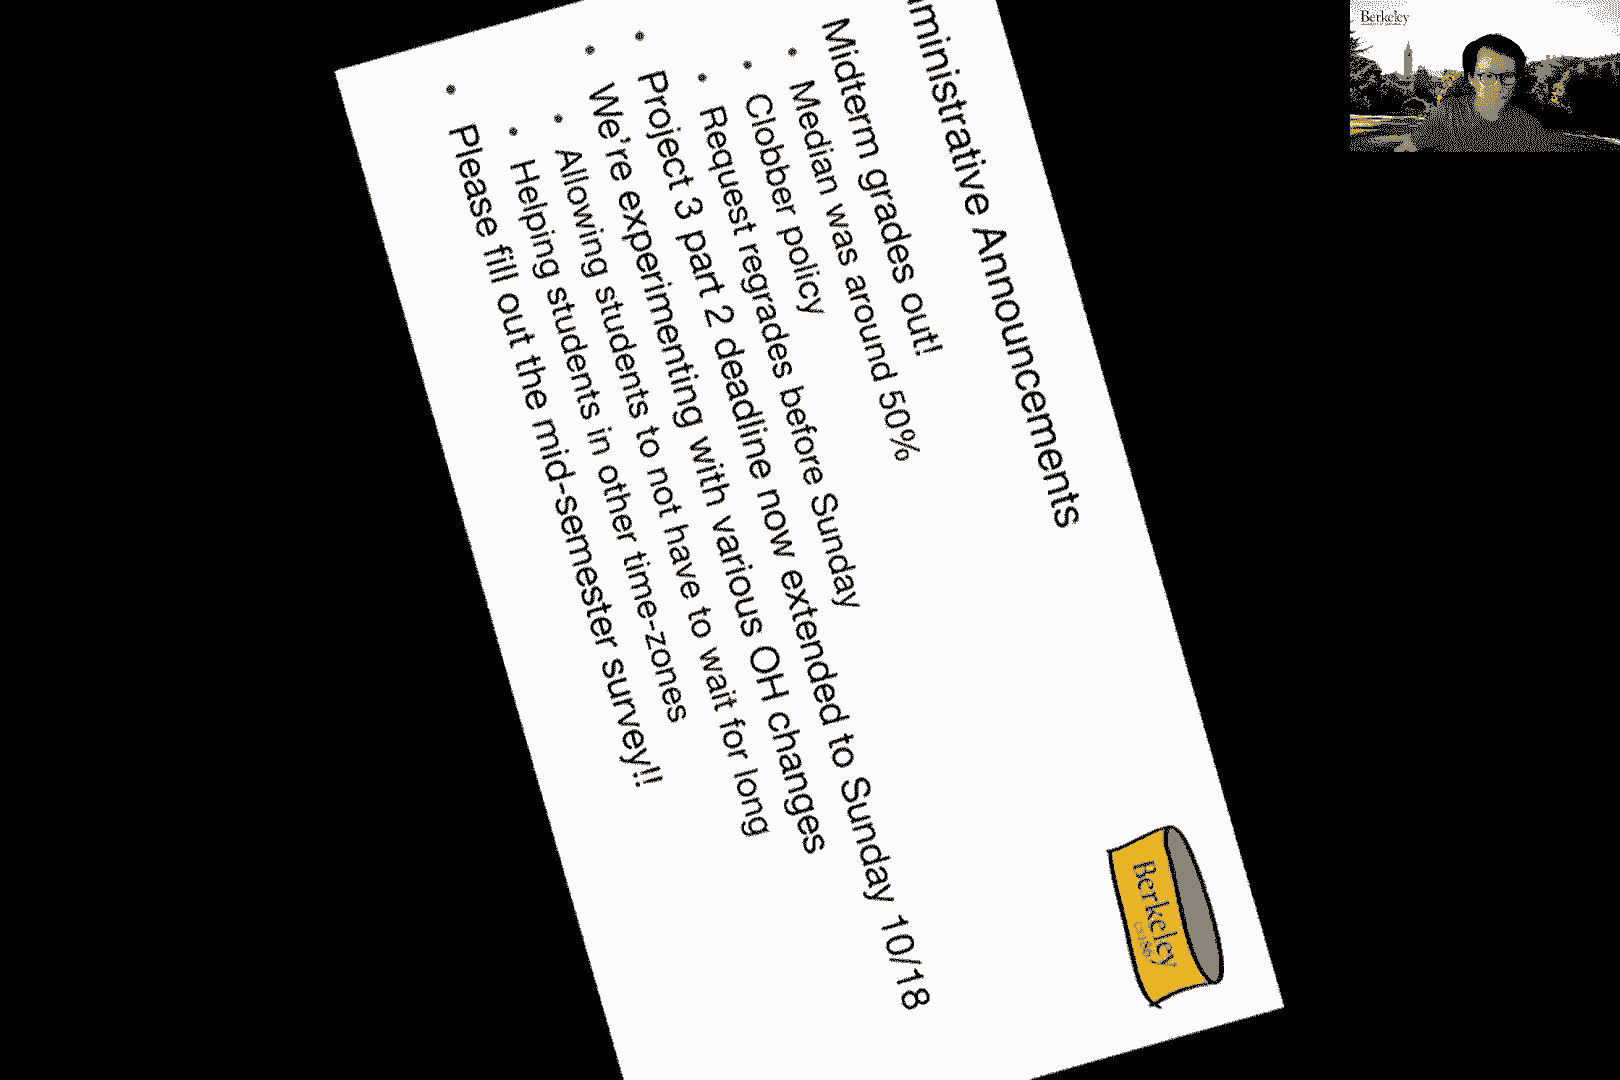 ministrative Announcements
Midterm grades out!
• Median was around 50%
• Clobber policy
• Request regrades before Sunday
• Project 3 part 2 deadline now extended to Sunday 10/18
• We're experimenting with various OH changes
• Allowing students to not have to wait for long
• Helping students in other time-zones
• Please fill out the mid-semester survey!!
Berkeley
Berkeley